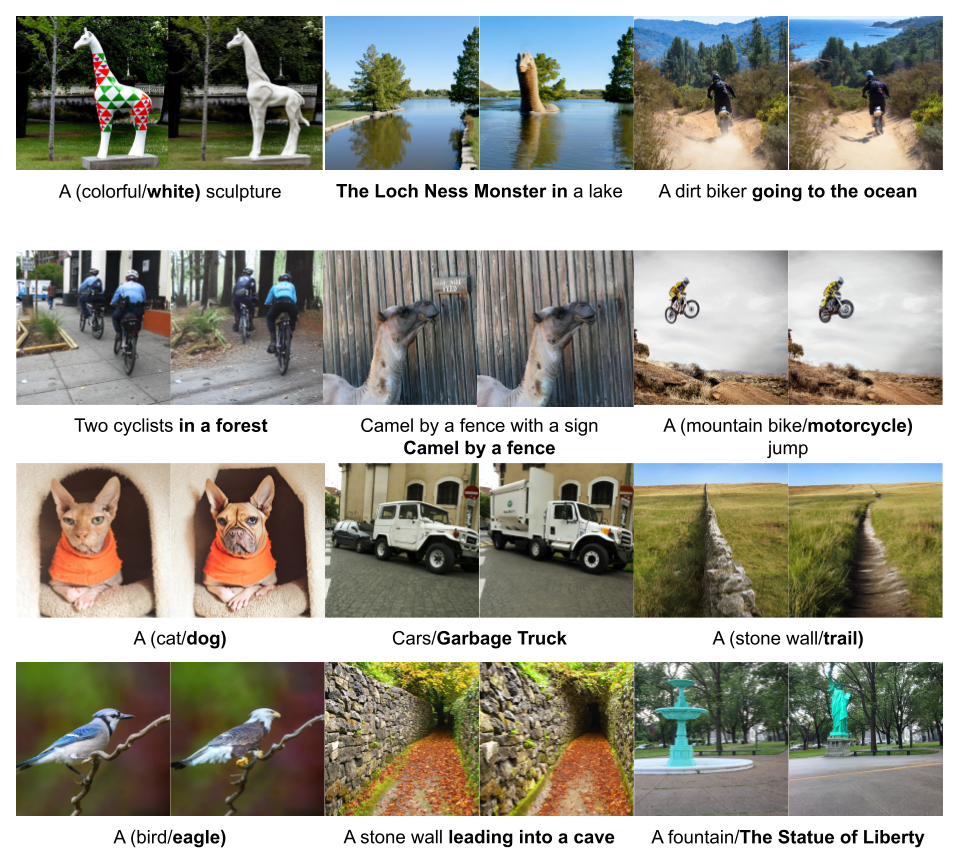 A (colorful/white) sculpture
The Loch Ness Monster in a lake
A dirt biker going to the ocean
Two cyclists in a forest
Camel by a fence with a sign
Camel by a fence
A (mountain bike/motorcycle)
jump
A (cat/dog)
Cars/Garbage Truck
A (stone wall/trail)
A (bird/eagle)
A stone wall leading into a cave
A fountain/The Statue of Liberty